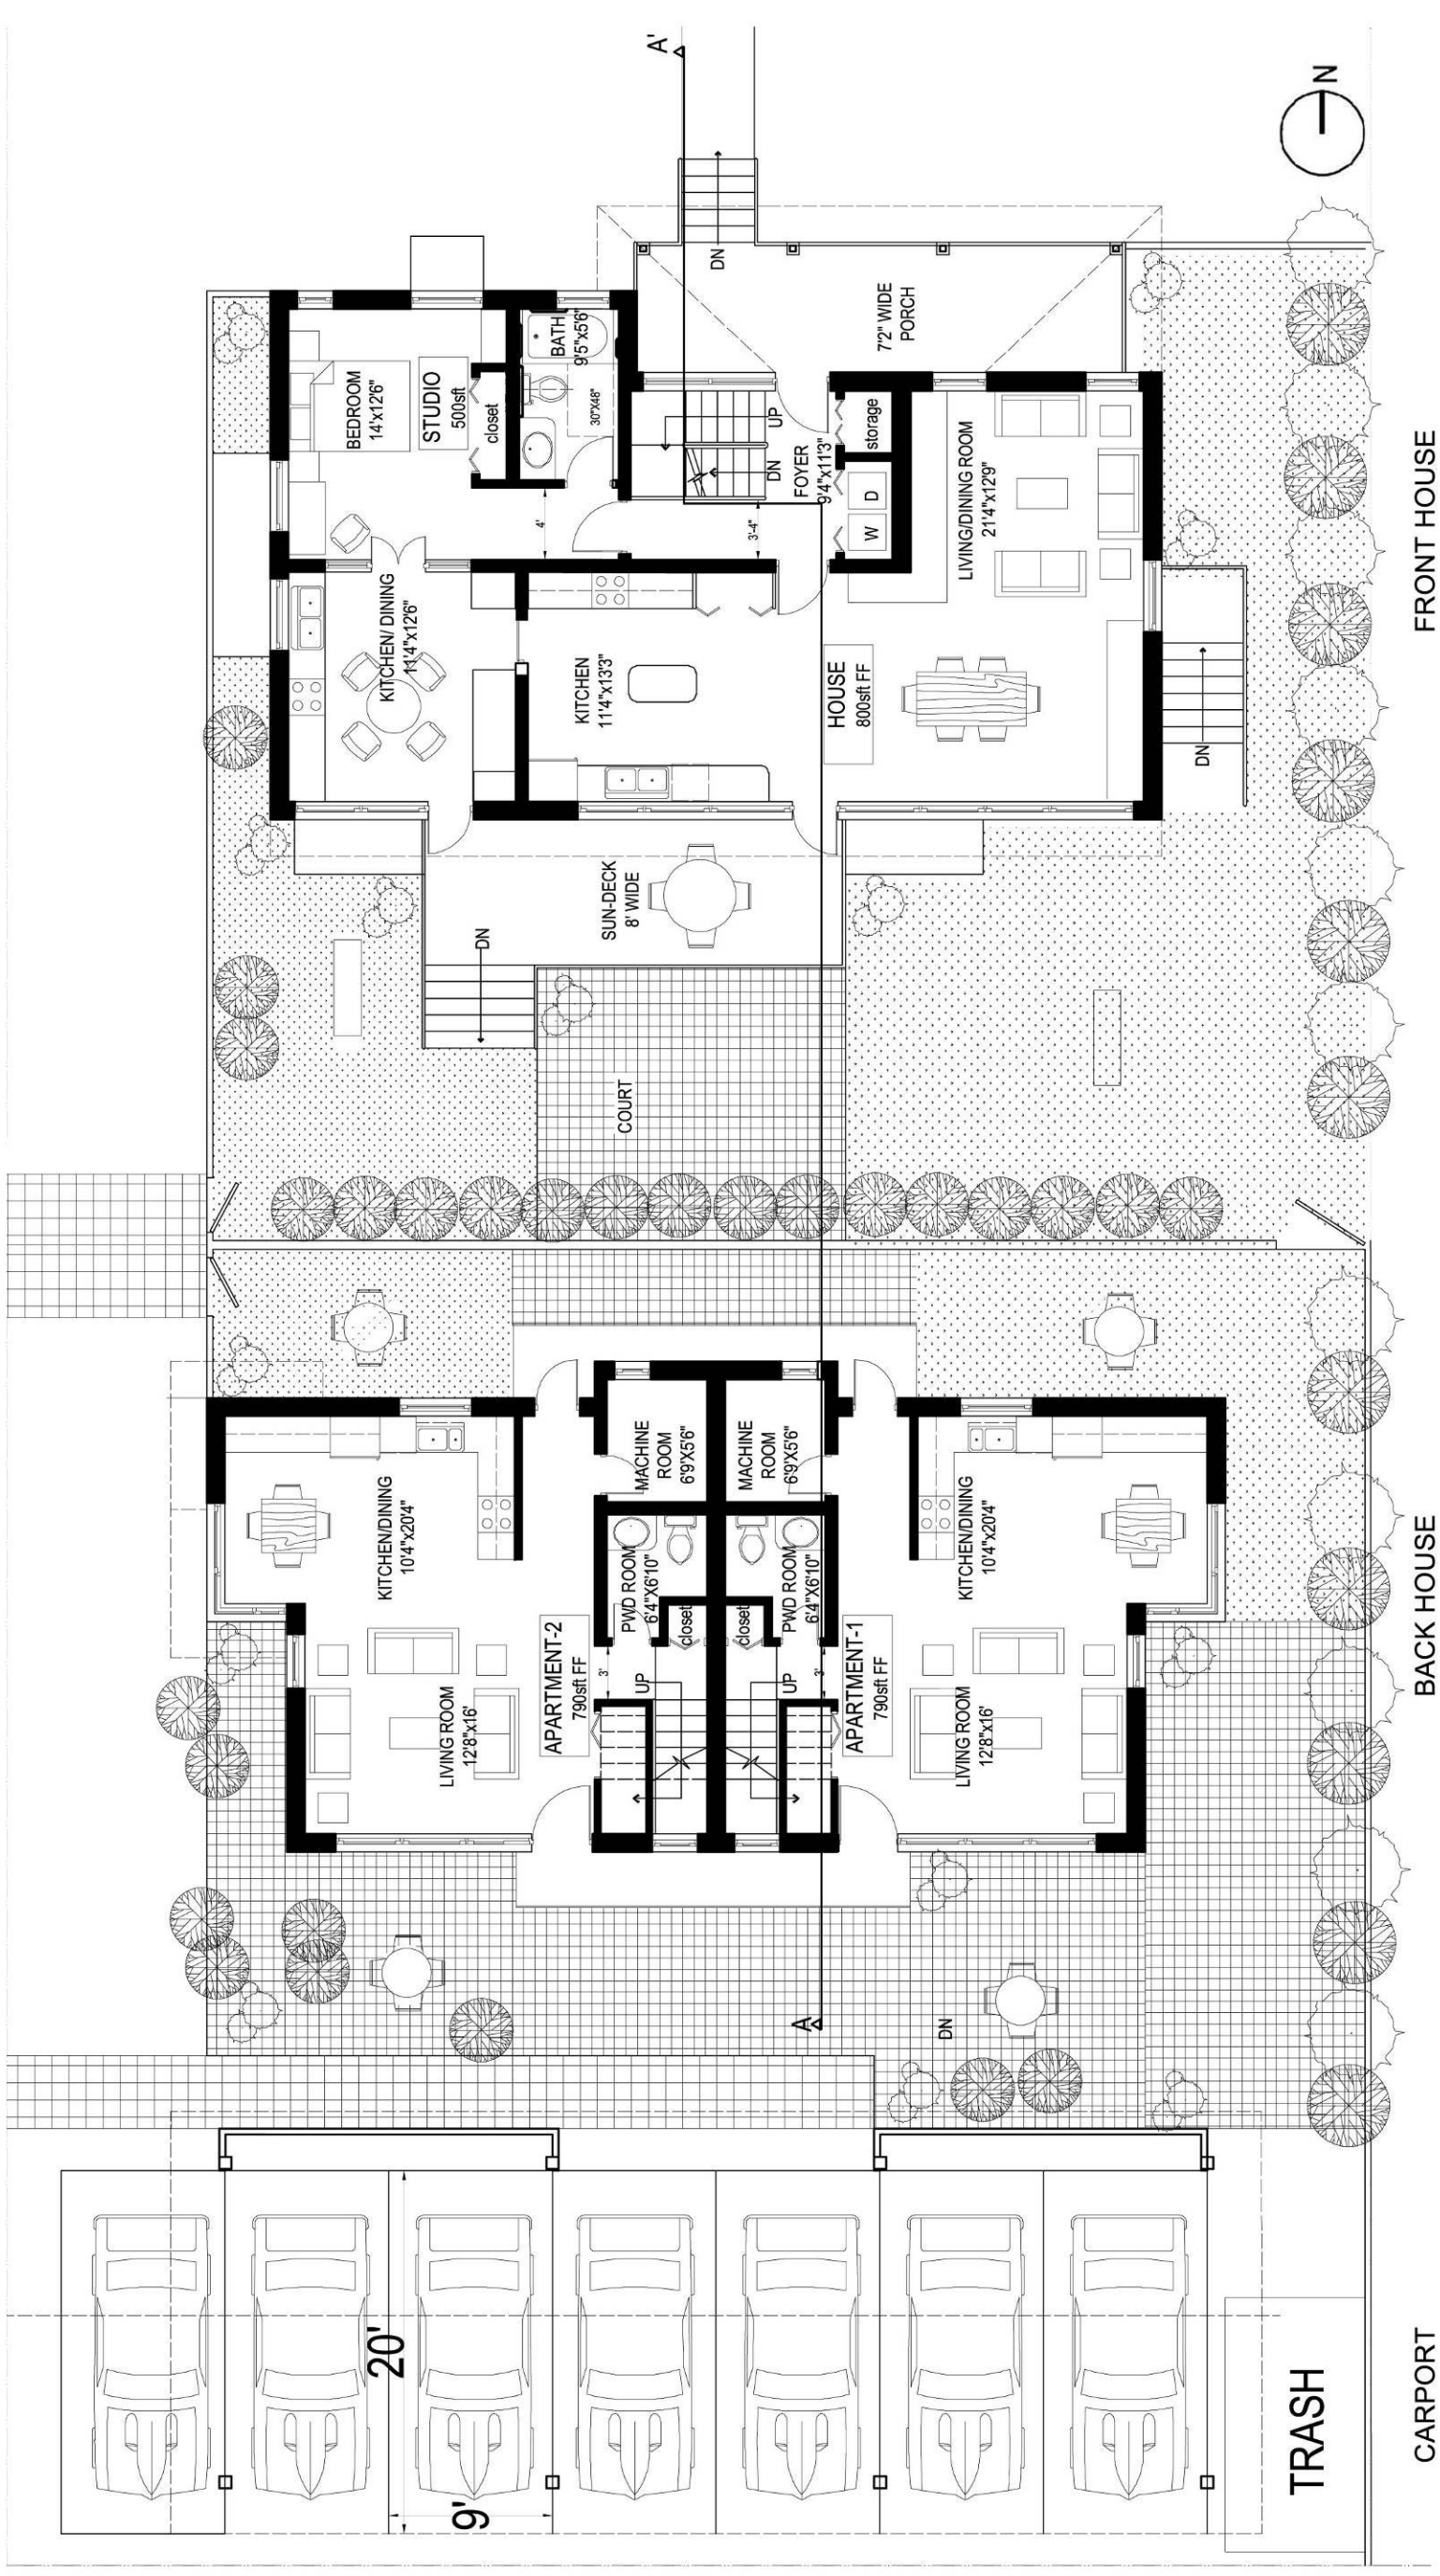 A'
N
DN
7'2" WIDE
PORCH
BEDROOM
14'x12'6"
STUDIO
500sft
closet
BATH
9'5"X5'6"
30"X48"
4'
UP
DN
FOYER
9'4"x11'3"
3'-4"
storage
W
D
LIVING/DINING ROOM
21'4"x12'9"
KITCHEN/ DINING
11'4"x12'6"
KITCHEN
11'4"x13'3"
HOUSE
800sft FF
DN
SUN-DECK
8' WIDE
DN
COURT
FRONT HOUSE
MACHINE
ROOM
6'9'X5'6"
MACHINE
ROOM
6'9'X5'6"
KITCHEN/DINING
10'4"x20'4"
KITCHEN/DINING
10'4"x20'4"
PWD ROOM
6'4"X6'10"
PWD ROOM
6'4"X6'10"
closet
closet
APARTMENT-2
790sft FF
APARTMENT-1
790sft FF
3'
3'
UP
UP
LIVING ROOM
12'8"x16'
LIVING ROOM
12'8"x16'
BACK HOUSE
A
DN
20'
9'
TRASH
CARPORT